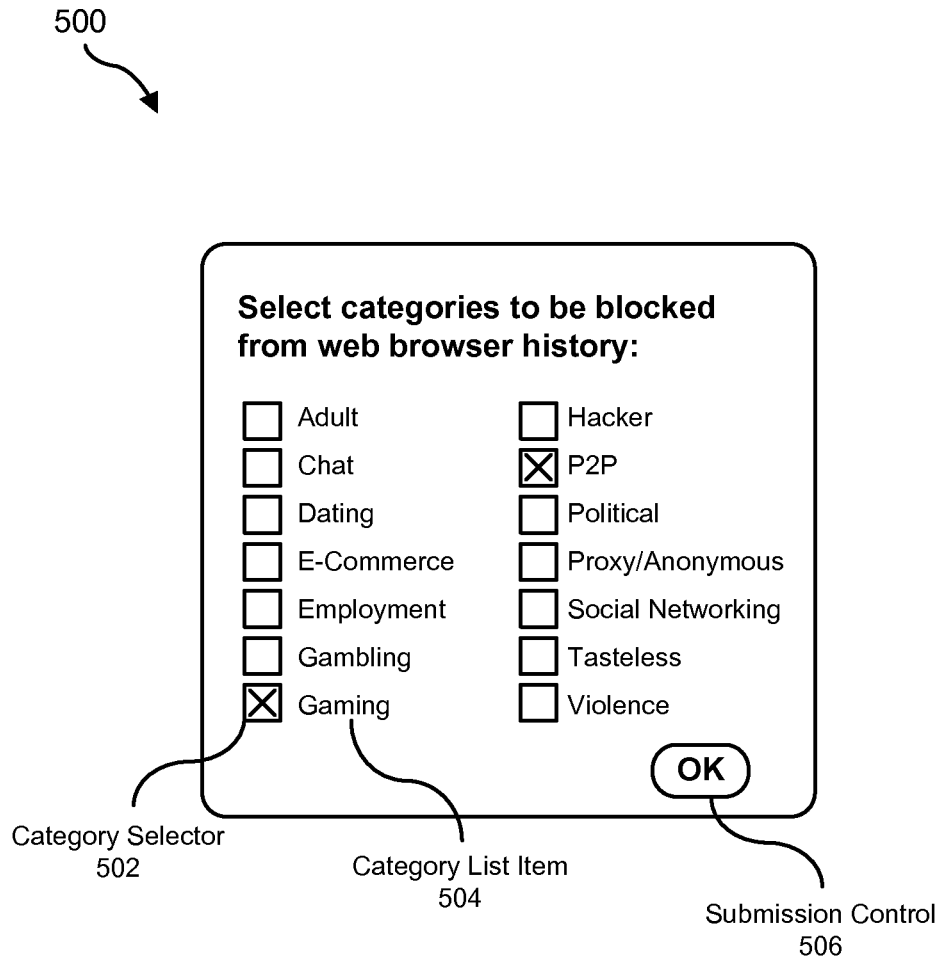 500
Select categories to be blocked
from web browser history:
Adult
Chat
Dating
E-Commerce
Employment
Gambling
Gaming
Hacker
P2P
Political
Proxy/Anonymous
Social Networking
Tasteless
Violence
OK
Category Selector
502
Category List Item
504
Submission Control
506